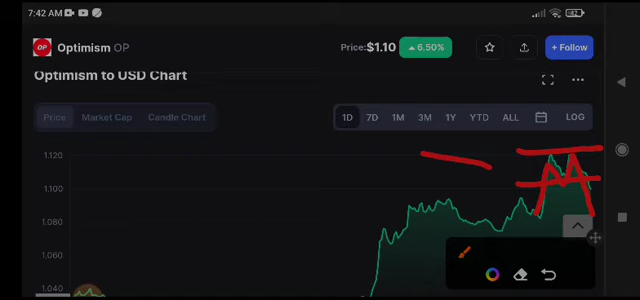 7:42 AM
OP Optimism OP Price:$1.10 ▲ 6.50% + Follow
Optimism to USD Chart
Price Market Cap Candle Chart 1D 7D 1M 3M 1Y YTD ALL LOG
1.120
1.100
1.080
1.060
1.040